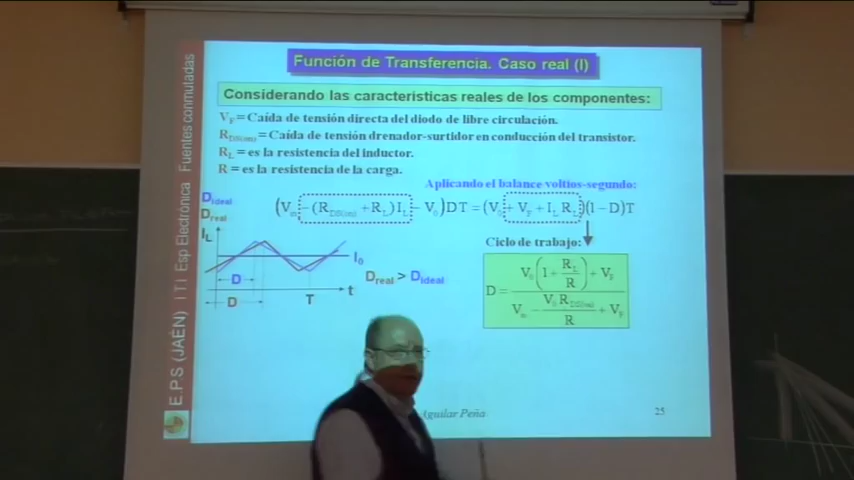 Función de Transferencia. Caso real (I)
Considerando las características reales de los componentes:
V_F = Caída de tensión directa del diodo de libre circulación.
R_DS(on) = Caída de tensión drenador-surtidor en conducción del transistor.
R_L = es la resistencia del inductor.
R = es la resistencia de la carga.
Aplicando el balance voltios-segundo:
(V_in - (R_DS(on) + R_L) I_L - V_0) D T = (V_0 + V_F + I_L R_L)(1-D)T
D_ideal
D_real
I_L
I_0
D
D
T
t
D_real > D_ideal
Ciclo de trabajo:
D = (V_0 (1 + R_L/R) + V_F) / (V_in - V_0 R_DS(on)/R + V_F)
E.P.S (JAÉN) I T I Esp Electrónica Fuentes conmutadas
Aguilar Peña
25